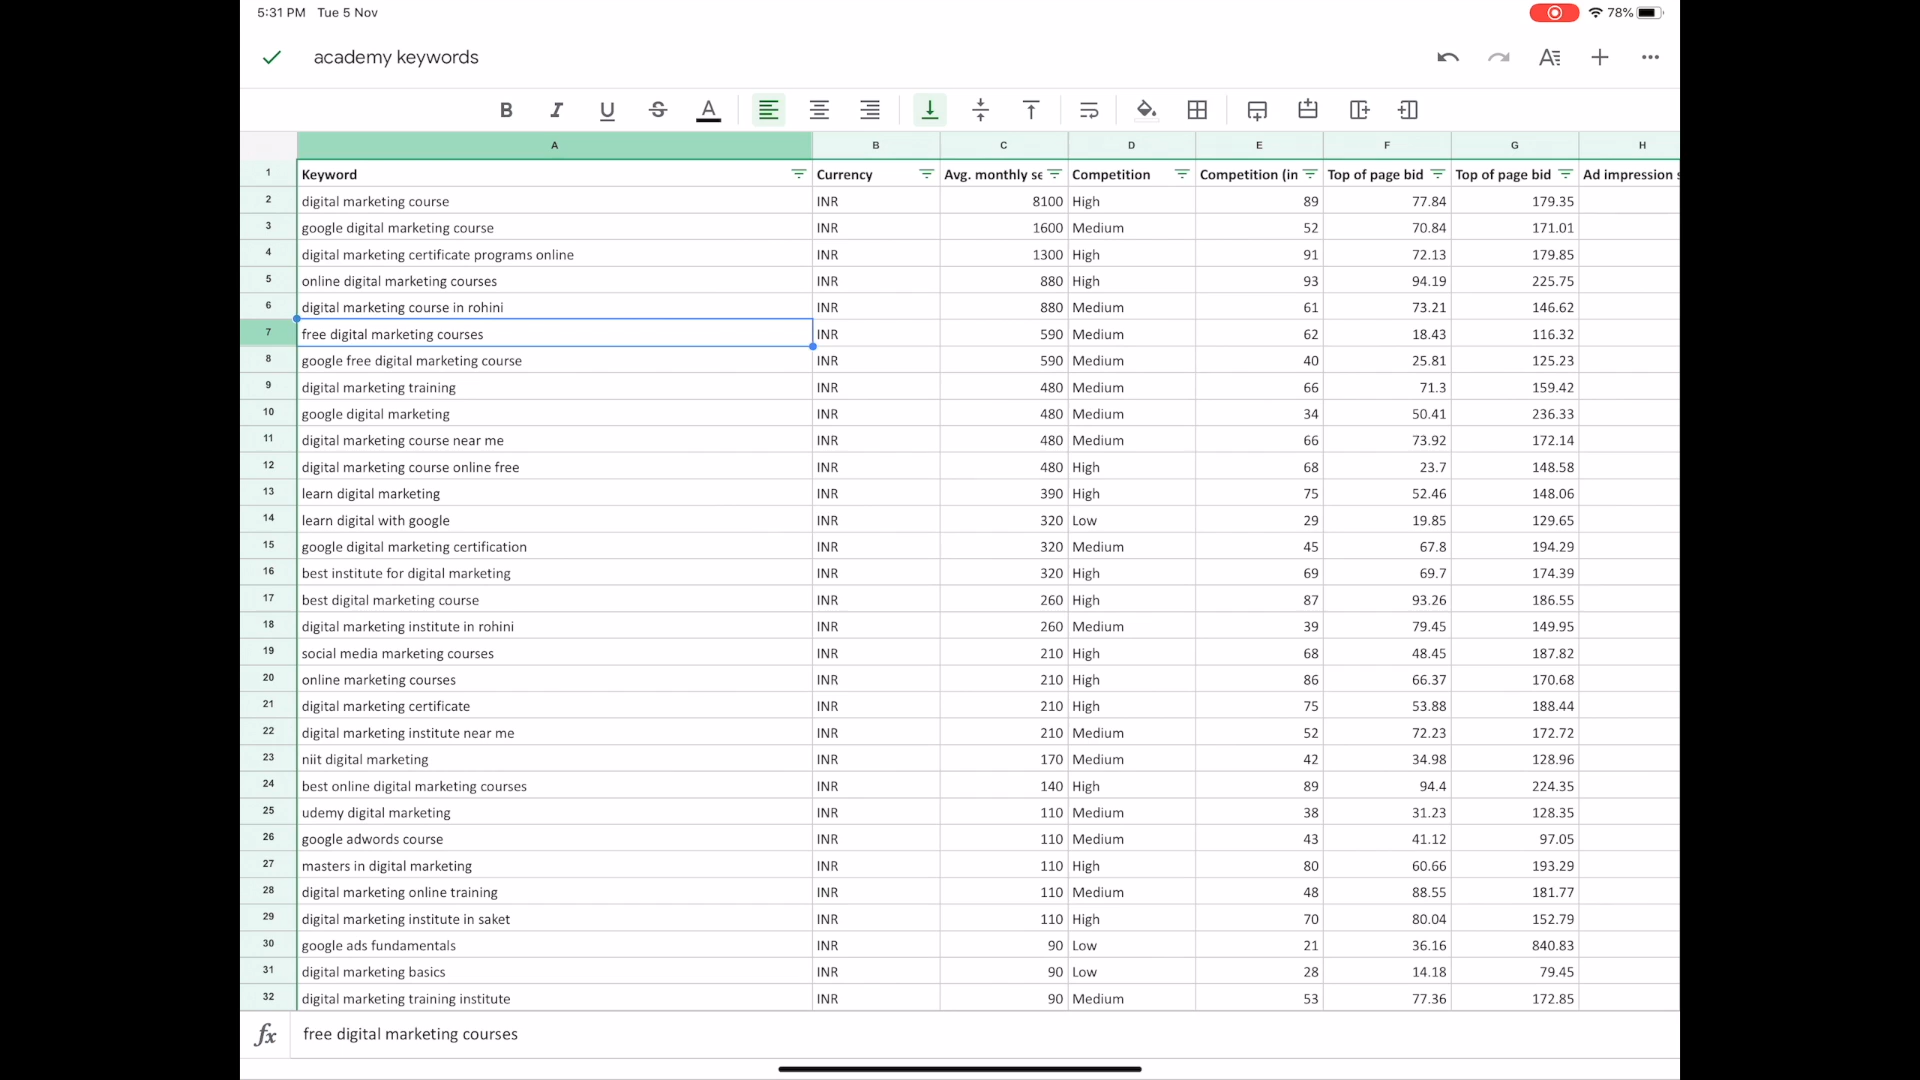 5:31 PM Tue 5 Nov 78%
academy keywords
B I U S A
A B C D E F G H
1 Keyword Currency Avg. monthly se Competition Competition (in Top of page bid Top of page bid Ad impression s
2 digital marketing course INR 8100 High 89 77.84 179.35
3 google digital marketing course INR 1600 Medium 52 70.84 171.01
4 digital marketing certificate programs online INR 1300 High 91 72.13 179.85
5 online digital marketing courses INR 880 High 93 94.19 225.75
6 digital marketing course in rohini INR 880 Medium 61 73.21 146.62
7 free digital marketing courses INR 590 Medium 62 18.43 116.32
8 google free digital marketing course INR 590 Medium 40 25.81 125.23
9 digital marketing training INR 480 Medium 66 71.3 159.42
10 google digital marketing INR 480 Medium 34 50.41 236.33
11 digital marketing course near me INR 480 Medium 66 73.92 172.14
12 digital marketing course online free INR 480 High 68 23.7 148.58
13 learn digital marketing INR 390 High 75 52.46 148.06
14 learn digital with google INR 320 Low 29 19.85 129.65
15 google digital marketing certification INR 320 Medium 45 67.8 194.29
16 best institute for digital marketing INR 320 High 69 69.7 174.39
17 best digital marketing course INR 260 High 87 93.26 186.55
18 digital marketing institute in rohini INR 260 Medium 39 79.45 149.95
19 social media marketing courses INR 210 High 68 48.45 187.82
20 online marketing courses INR 210 High 86 66.37 170.68
21 digital marketing certificate INR 210 High 75 53.88 188.44
22 digital marketing institute near me INR 210 Medium 52 72.23 172.72
23 niit digital marketing INR 170 Medium 42 34.98 128.96
24 best online digital marketing courses INR 140 High 89 94.4 224.35
25 udemy digital marketing INR 110 Medium 38 31.23 128.35
26 google adwords course INR 110 Medium 43 41.12 97.05
27 masters in digital marketing INR 110 High 80 60.66 193.29
28 digital marketing online training INR 110 Medium 48 88.55 181.77
29 digital marketing institute in saket INR 110 High 70 80.04 152.79
30 google ads fundamentals INR 90 Low 21 36.16 840.83
31 digital marketing basics INR 90 Low 28 14.18 79.45
32 digital marketing training institute INR 90 Medium 53 77.36 172.85
fx free digital marketing courses